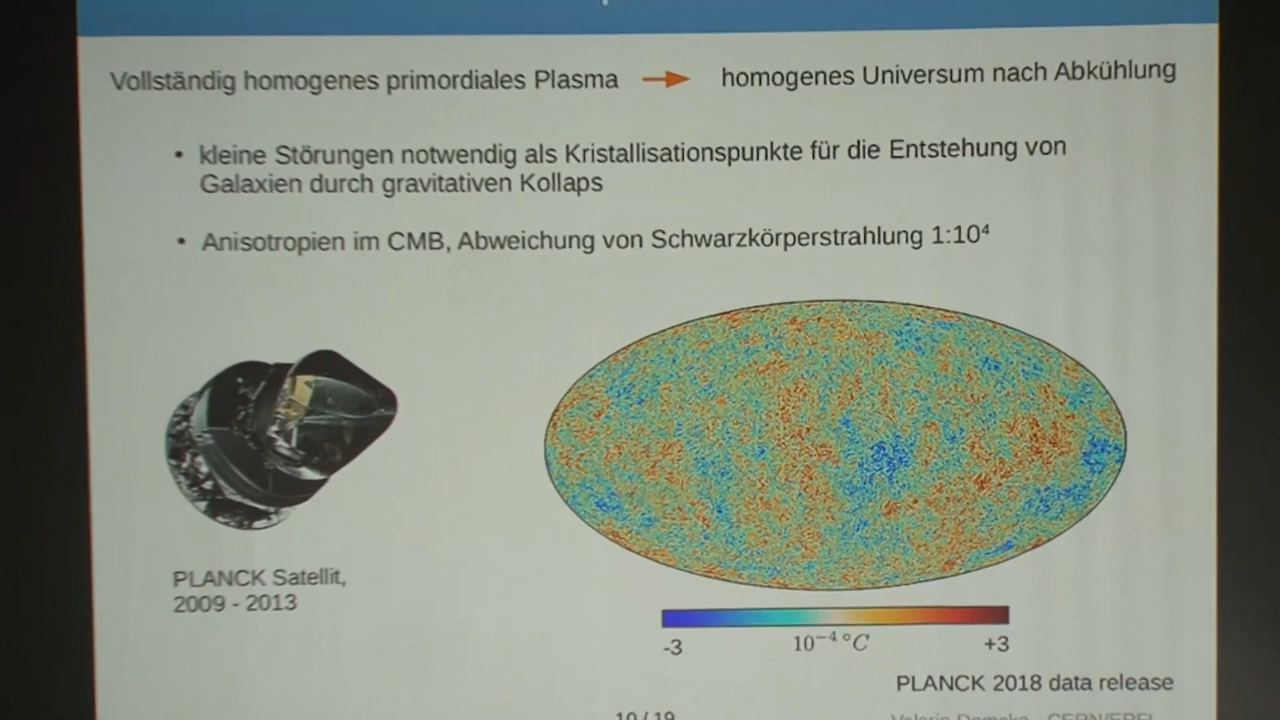 Vollständig homogenes primordiales Plasma → homogenes Universum nach Abkühlung
• kleine Störungen notwendig als Kristallisationspunkte für die Entstehung von
Galaxien durch gravitativen Kollaps
• Anisotropien im CMB, Abweichung von Schwarzkörperstrahlung 1:10⁴
PLANCK Satellit,
2009 - 2013
-3 10⁻⁴ °C +3
PLANCK 2018 data release
10 / 19